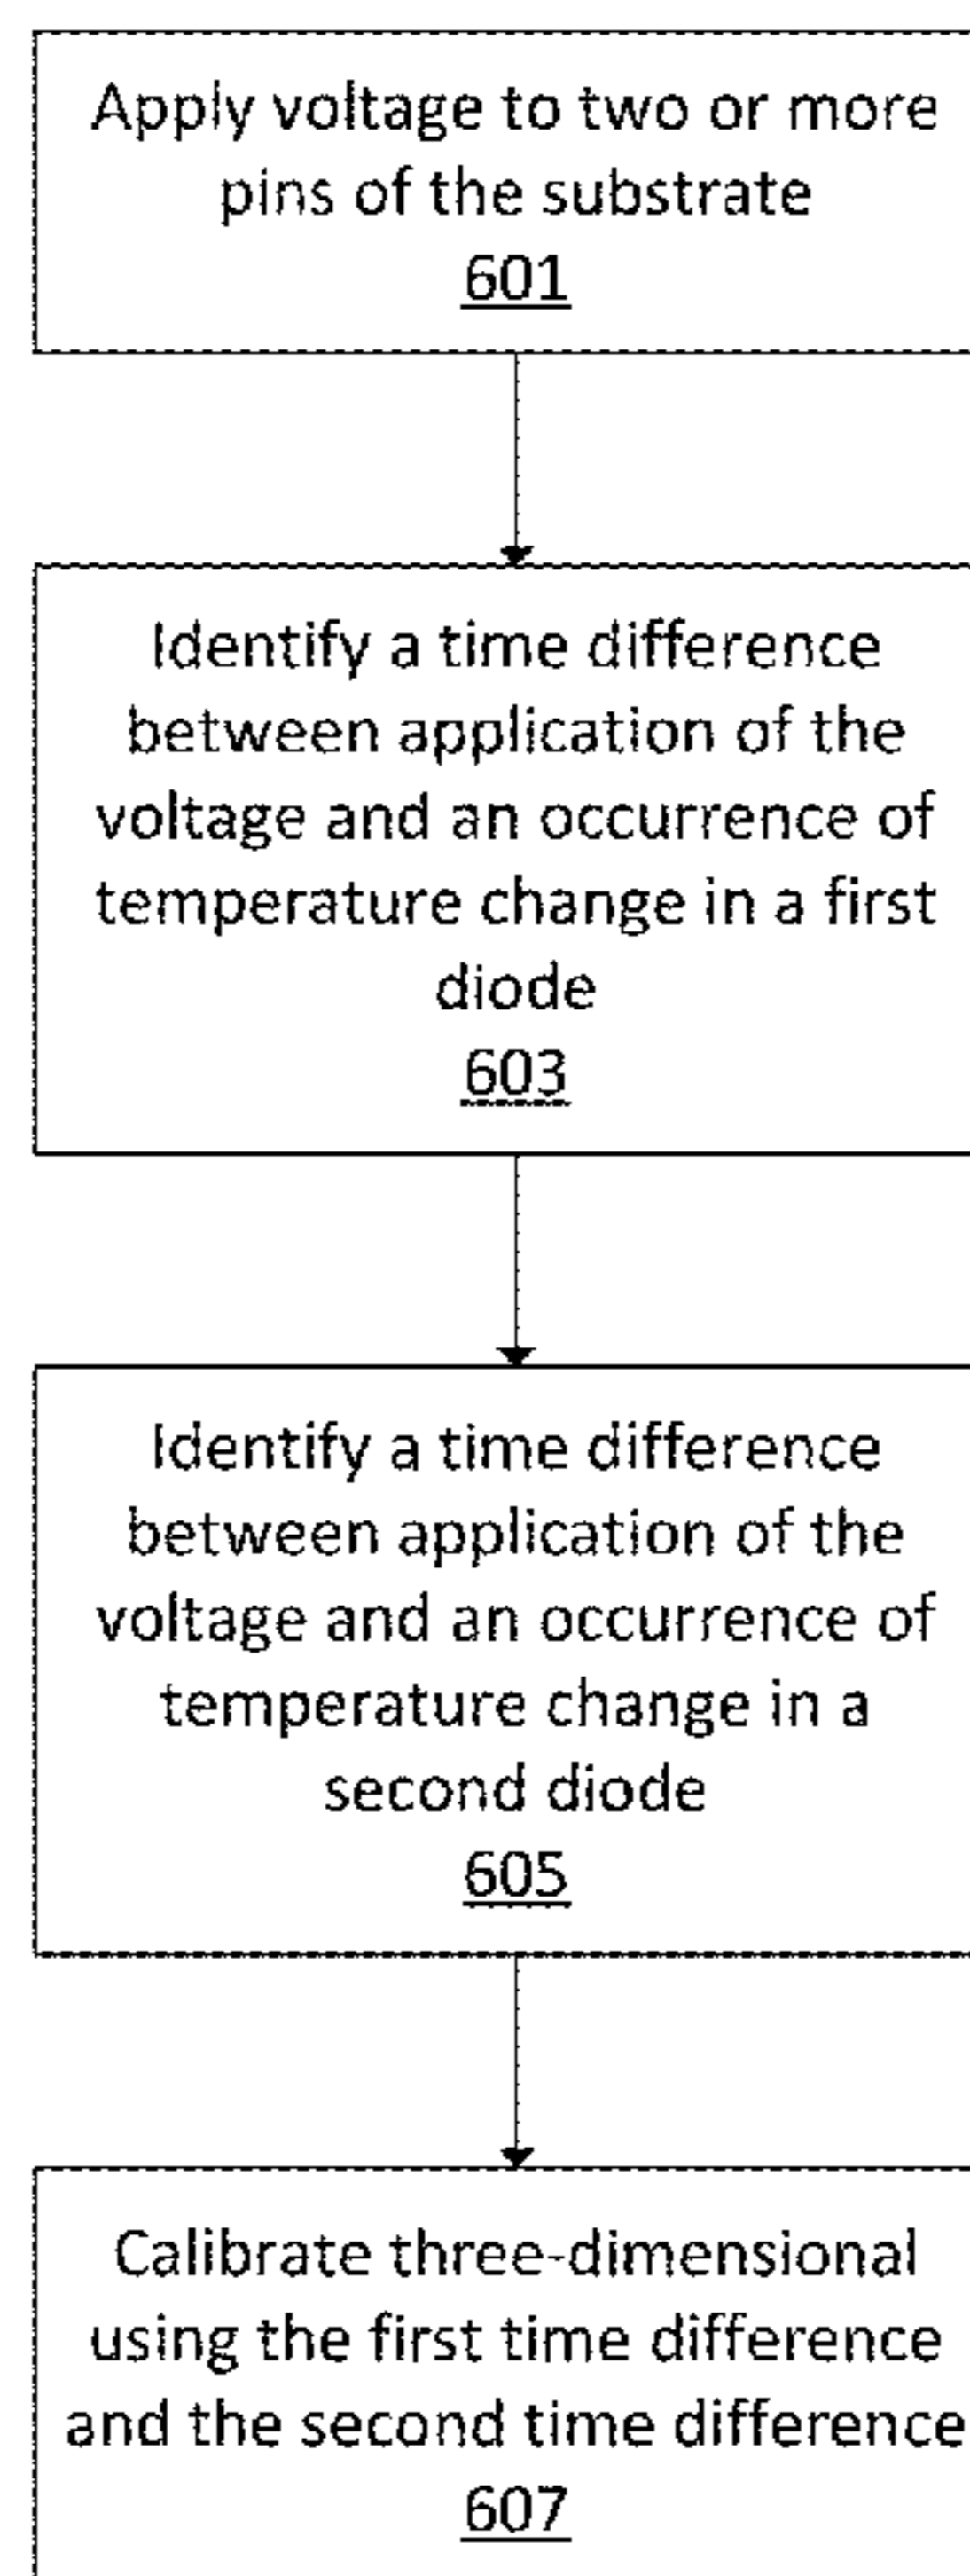 Apply voltage to two or more
pins of the substrate
601
Identify a time difference
between application of the
voltage and an occurrence of
temperature change in a first
diode
603
Identify a time difference
between application of the
voltage and an occurrence of
temperature change in a
second diode
605
Calibrate three-dimensional
using the first time difference
and the second time difference
607